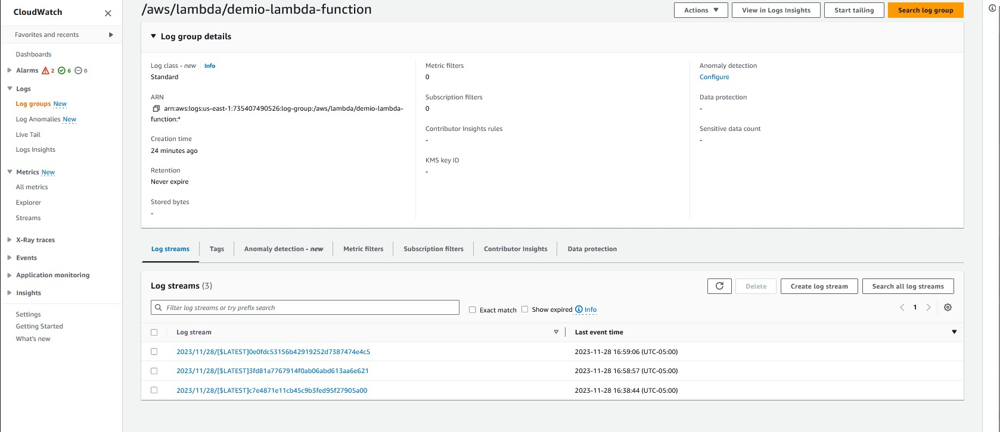 CloudWatch
Favorites and recents
Dashboards
Alarms 2 6 0
Logs
Log groups New
Log Anomalies New
Live Tail
Logs Insights
Metrics New
All metrics
Explorer
Streams
X-Ray traces
Events
Application monitoring
Insights
Settings
Getting Started
What's new
/aws/lambda/demio-lambda-function
Actions
View in Logs Insights
Start tailing
Search log group
Log group details
Log class - new Info
Standard
ARN
arn:aws:logs:us-east-1:735407490526:log-group:/aws/lambda/demio-lambda-
function:*
Creation time
24 minutes ago
Retention
Never expire
Stored bytes
-
Metric filters
0
Subscription filters
0
Contributor Insights rules
-
KMS key ID
-
Anomaly detection
Configure
Data protection
-
Sensitive data count
-
Log streams Tags Anomaly detection - new Metric filters Subscription filters Contributor Insights Data protection
Log streams (3)
Delete
Create log stream
Search all log streams
Filter log streams or try prefix search
Exact match Show expired Info
1
Log stream Last event time
2023/11/28/[$LATEST]0e0fdc53156b42919252d7387474e4c5 2023-11-28 16:59:06 (UTC-05:00)
2023/11/28/[$LATEST]3fd81a7767914f0ab06abd613aa6e621 2023-11-28 16:58:57 (UTC-05:00)
2023/11/28/[$LATEST]c7e4871e11cb45c9b3fed95f27905a00 2023-11-28 16:38:44 (UTC-05:00)